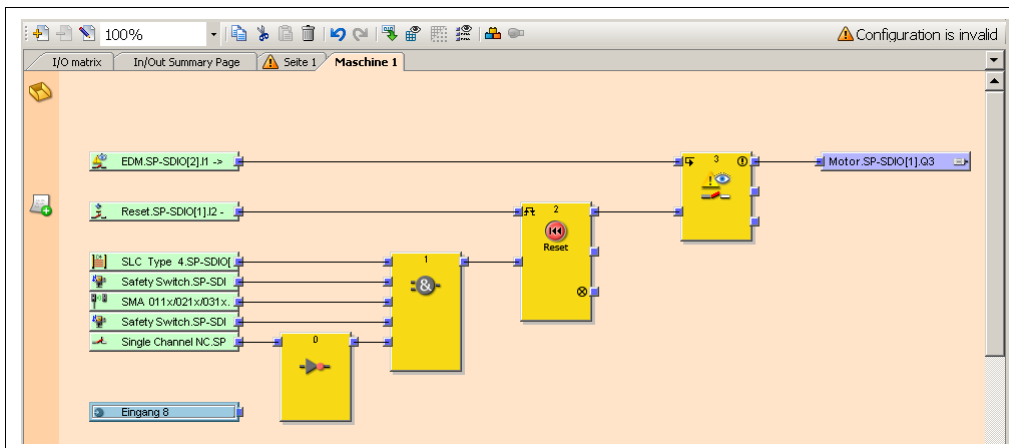 100%
Configuration is invalid
I/O matrix
In/Out Summary Page
Seite 1
Maschine 1
EDM.SP-SDIO[2].I1 ->
3
Motor.SP-SDIO[1].Q3
Reset.SP-SDIO[1].I2 -
2
Reset
SLC Type 4.SP-SDIO[
1
&
Safety Switch.SP-SDI
SMA 011x/021x/031x.
Safety Switch.SP-SDI
Single Channel NC.SP
0
Eingang 8